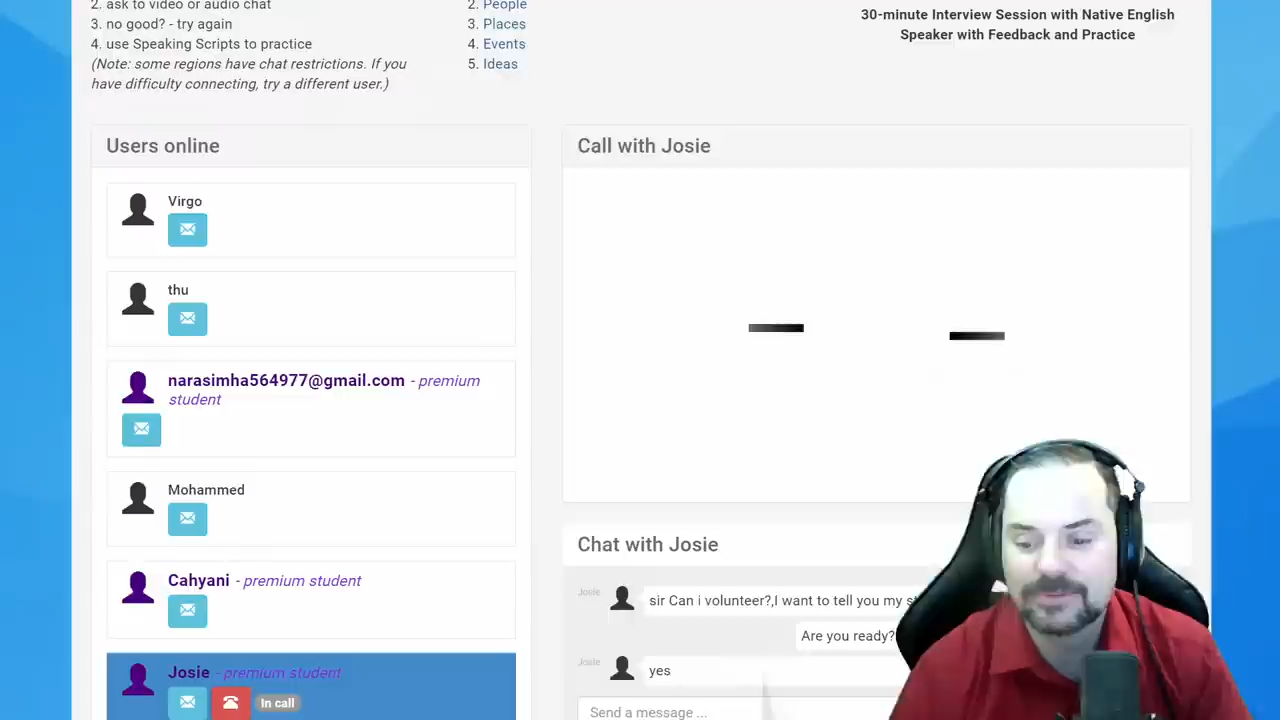 2. ask to video or audio chat
3. no good? - try again
4. use Speaking Scripts to practice
(Note: some regions have chat restrictions. If you
have difficulty connecting, try a different user.)
2. People
3. Places
4. Events
5. Ideas
30-minute Interview Session with Native English
Speaker with Feedback and Practice
Users online
Virgo
thu
narasimha564977@gmail.com - premium
student
Mohammed
Cahyani - premium student
Josie - premium student
In call
Call with Josie
Chat with Josie
Josie
sir Can i volunteer?,I want to tell you my
Are you ready?
Josie
yes
Send a message ...